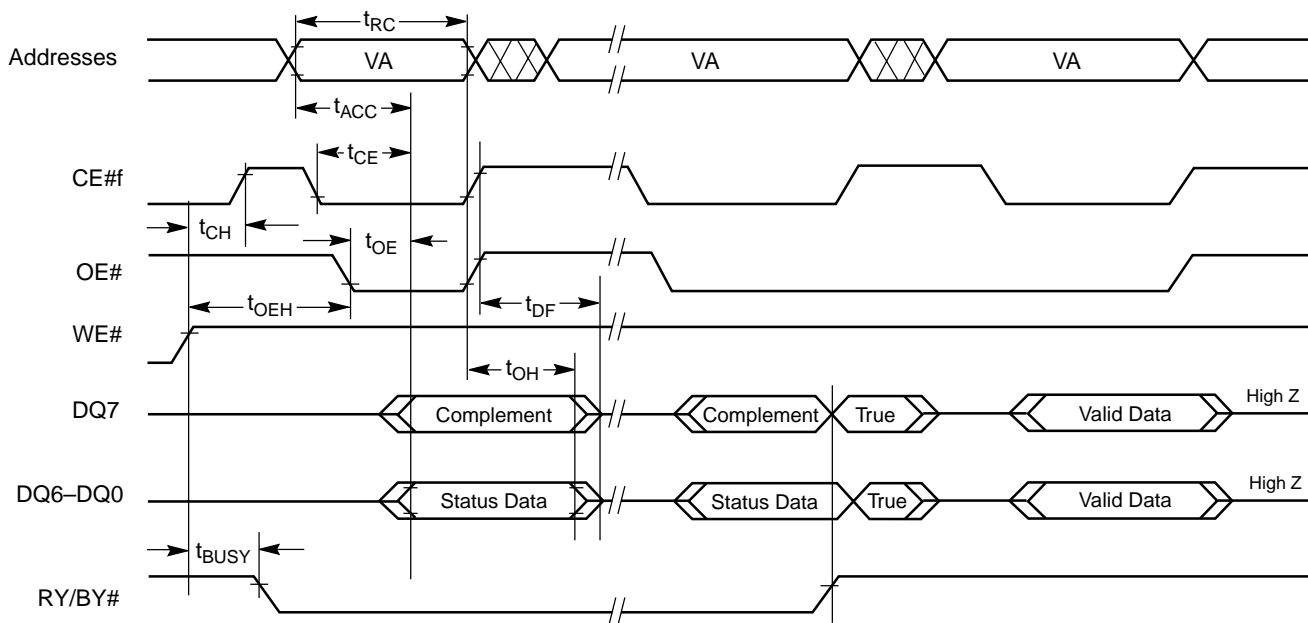 tRC
Addresses VA VA VA
tACC
tCE
CE#f
tCH tOE
OE#
tOEH tDF
WE#
tOH
DQ7 Complement Complement True Valid Data High Z
DQ6–DQ0 Status Data Status Data True Valid Data High Z
tBUSY
RY/BY#